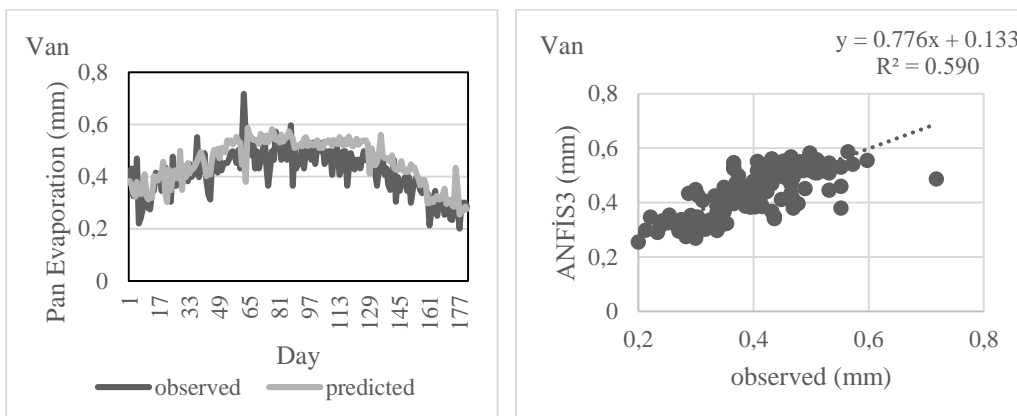 Van
Pan Evaporation (mm)
0,8
0,6
0,4
0,2
0
1
17
33
49
65
81
97
113
129
145
161
177
Day
observed
predicted
Van
y = 0.776x + 0.133
R² = 0.590
ANFİS3 (mm)
0,8
0,6
0,4
0,2
0
0,2
0,4
0,6
0,8
observed (mm)